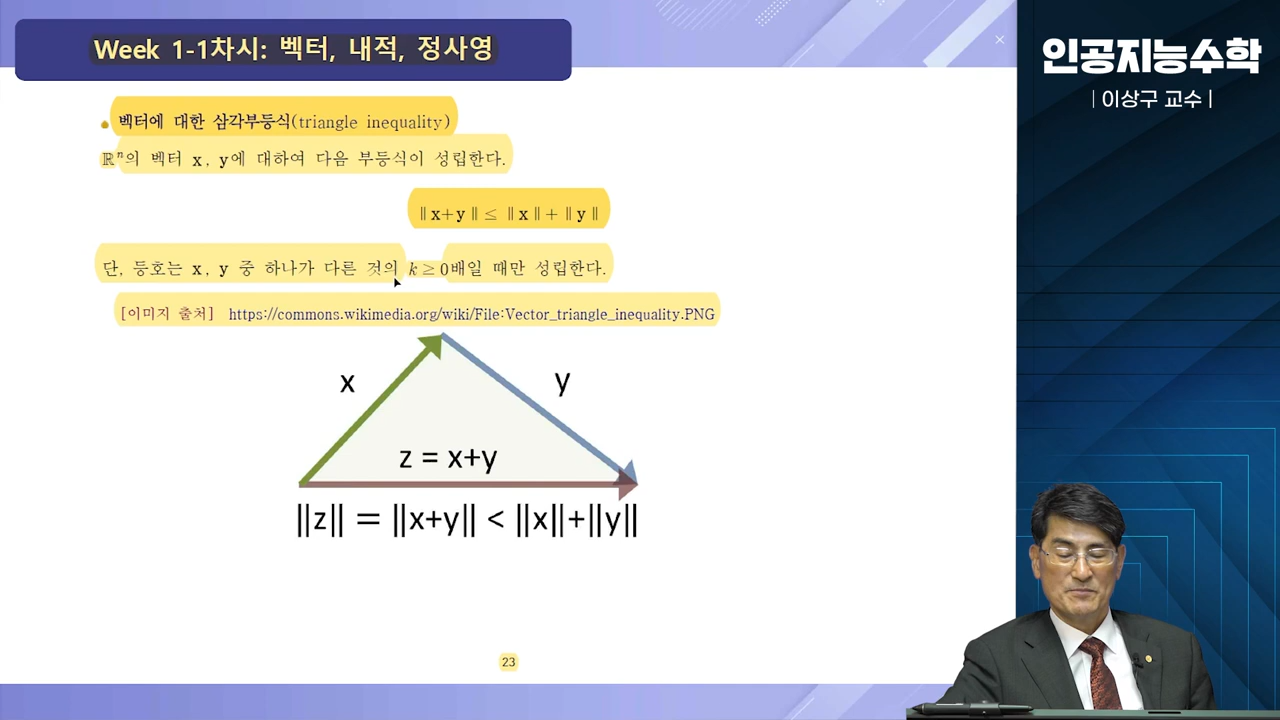 Week 1-1차시: 벡터, 내적, 정사영
인공지능수학
| 이상구 교수 |
벡터에 대한 삼각부등식(triangle inequality)
ℝⁿ의 벡터 x, y에 대하여 다음 부등식이 성립한다.
‖x+y‖≤‖x‖+‖y‖
단, 등호는 x, y 중 하나가 다른 것의 k≥0배일 때만 성립한다.
[이미지 출처] https://commons.wikimedia.org/wiki/File:Vector_triangle_inequality.PNG
x
y
z = x+y
‖z‖ = ‖x+y‖ < ‖x‖+‖y‖
23